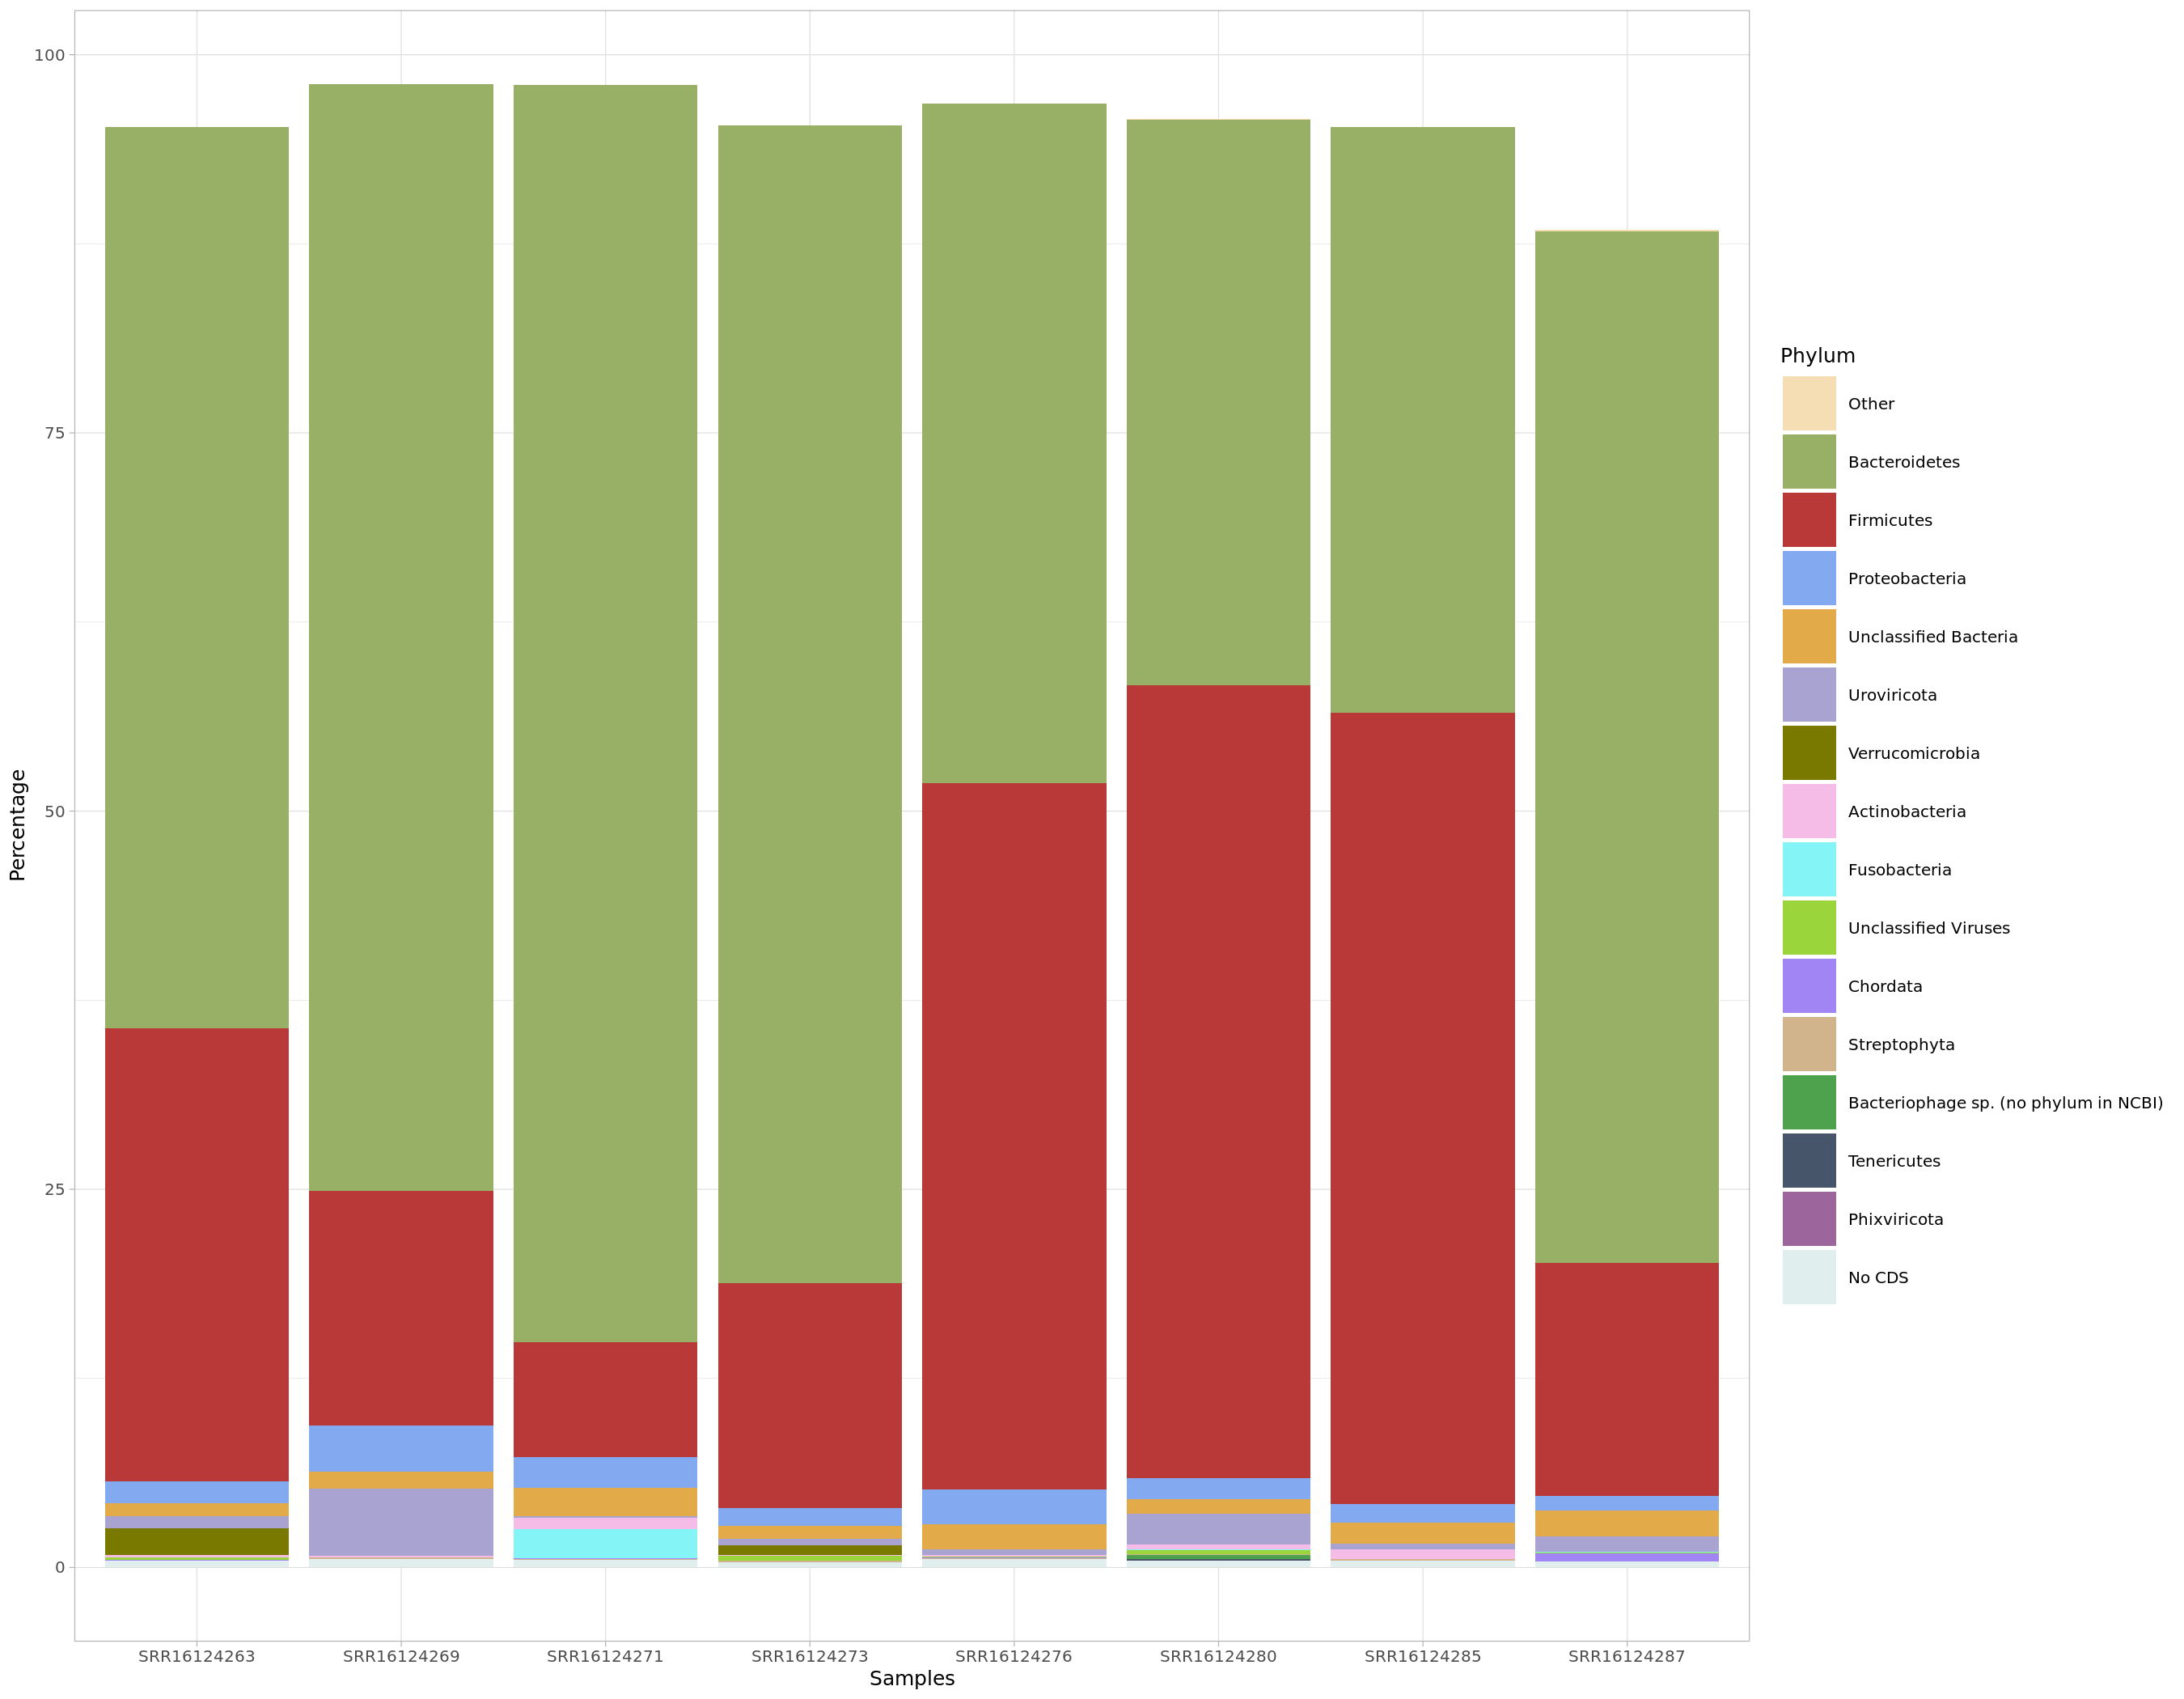 Percentage
100
75
50
25
0
SRR16124263 SRR16124269 SRR16124271 SRR16124273 SRR16124276 SRR16124280 SRR16124285 SRR16124287
Samples
Phylum
Other
Bacteroidetes
Firmicutes
Proteobacteria
Unclassified Bacteria
Uroviricota
Verrucomicrobia
Actinobacteria
Fusobacteria
Unclassified Viruses
Chordata
Streptophyta
Bacteriophage sp. (no phylum in NCBI)
Tenericutes
Phixviricota
No CDS